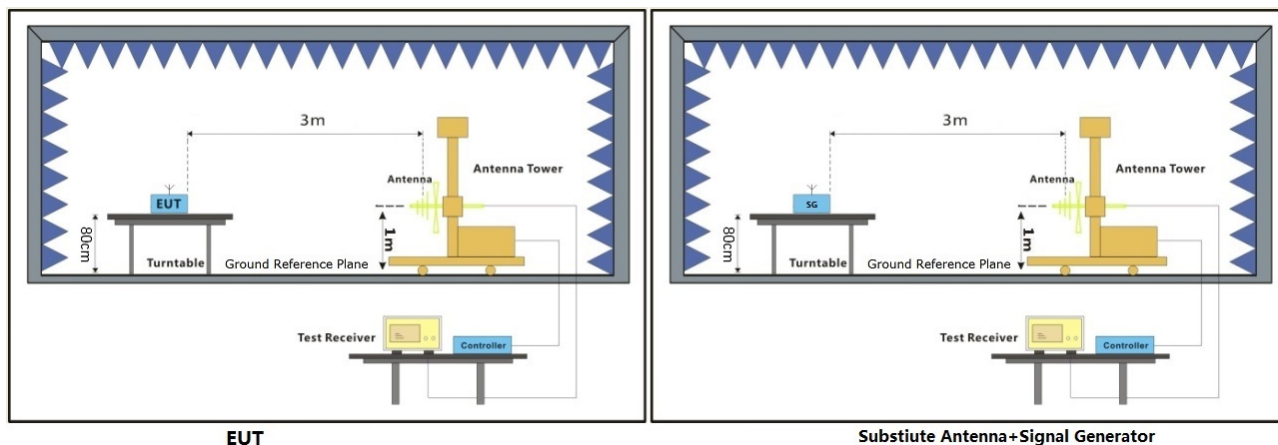 3m
Antenna Tower
Antenna
EUT
80cm
1m
Turntable
Ground Reference Plane
Test Receiver
Controller
EUT
3m
Antenna Tower
Antenna
SG
80cm
1m
Turntable
Ground Reference Plane
Test Receiver
Controller
Substiute Antenna+Signal Generator